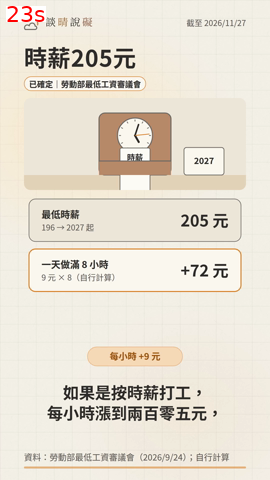 23s
談晴說礙
截至 2026/11/27
時薪205元
已確定｜勞動部最低工資審議會
時薪
2027
最低時薪
196 → 2027 起
205 元
一天做滿 8 小時
9 元 × 8（自行計算）
+72 元
每小時 +9 元
如果是按時薪打工，
每小時漲到兩百零五元，
資料：勞動部最低工資審議會（2026/9/24）；自行計算